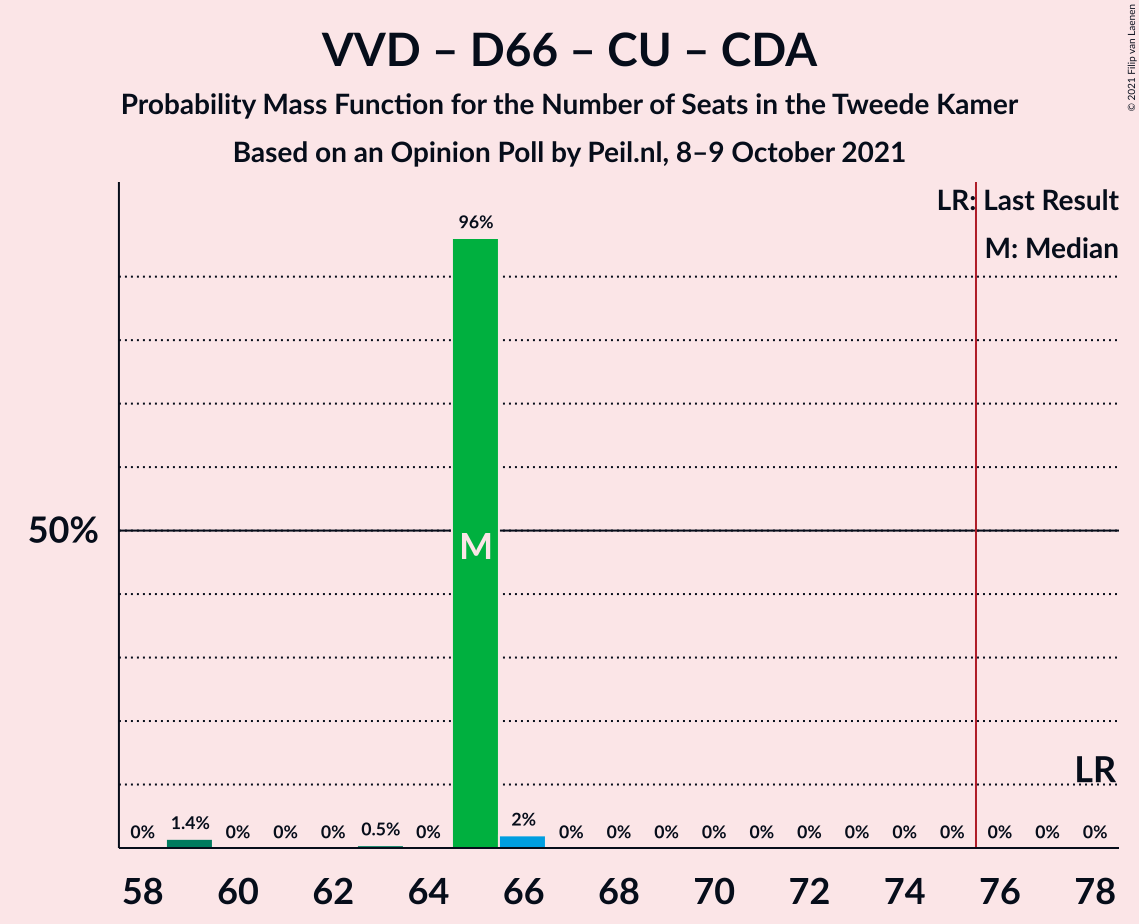 VVD – D66 – CU – CDA
Probability Mass Function for the Number of Seats in the Tweede Kamer
Based on an Opinion Poll by Peil.nl, 8–9 October 2021
© 2021 Filip van Laenen
LR: Last Result
M: Median
96%
50%
M
LR
0% 1.4% 0% 0% 0% 0.5% 0% 2% 0% 0% 0% 0% 0% 0% 0% 0% 0% 0% 0% 0%
58 60 62 64 66 68 70 72 74 76 78